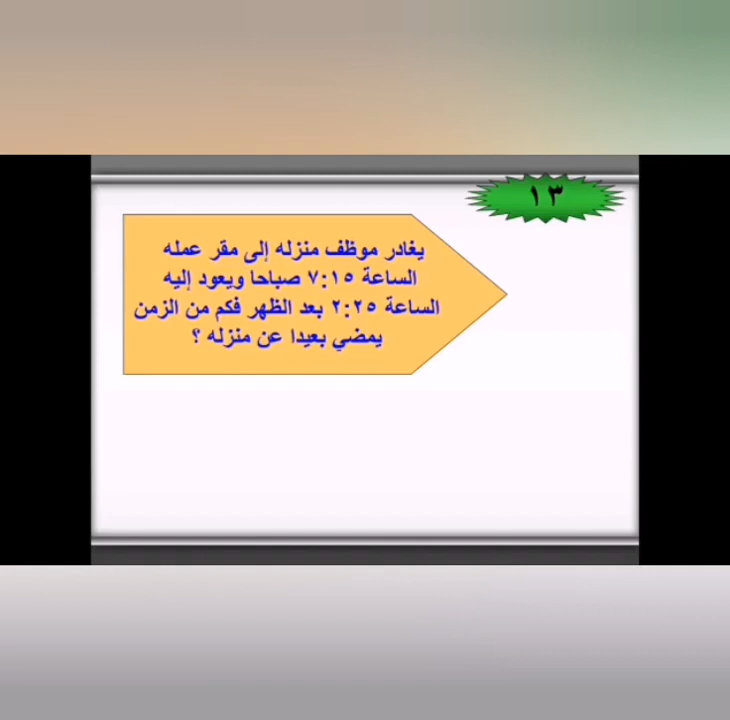 ١٣
يغادر موظف منزله إلى مقر عمله
الساعة ٧:١٥ صباحا ويعود إليه
الساعة ٢:٢٥ بعد الظهر فكم من الزمن
يمضي بعيدا عن منزله ؟